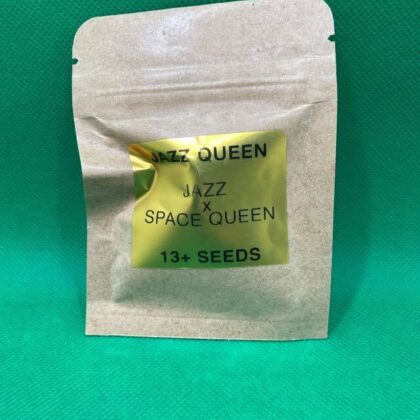 JAZZ QUEEN
JAZZ
X
SPACE QUEEN
13+ SEEDS